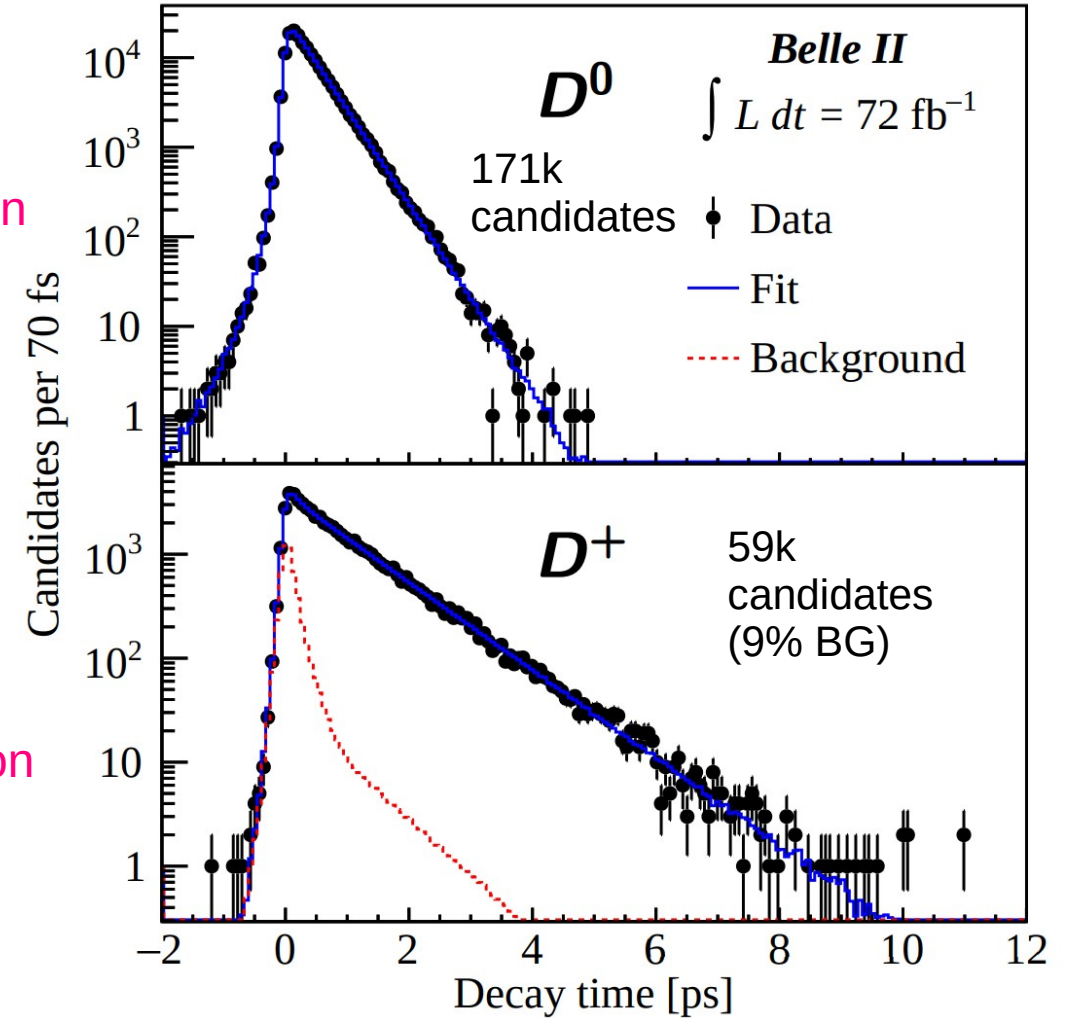 Belle II
∫ L dt = 72 fb⁻¹
D⁰
171k
candidates
Data
Fit
Background
n
10⁴
10³
10²
10
1
Candidates per 70 fs
D⁺
59k
candidates
(9% BG)
on
10³
10²
10
1
−2 0 2 4 6 8 10 12
Decay time [ps]